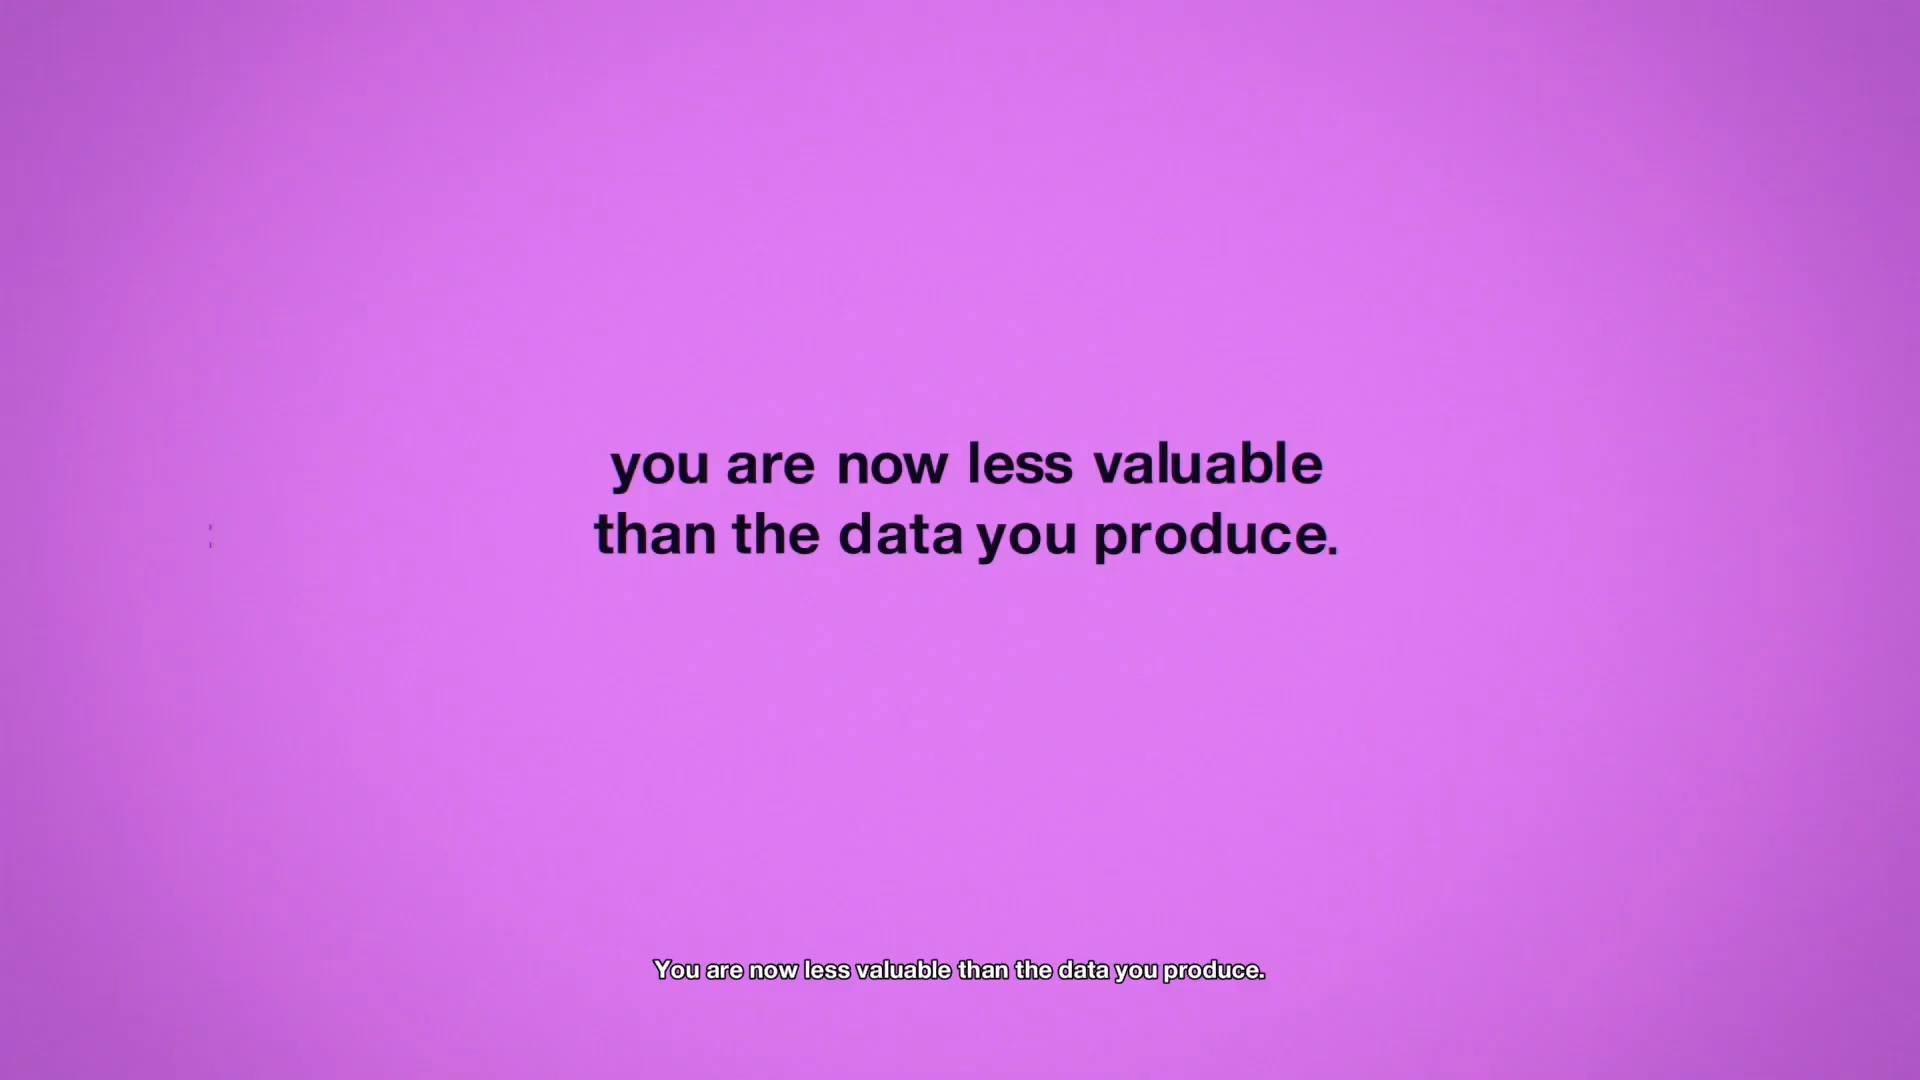 you are now less valuable
than the data you produce.
You are now less valuable than the data you produce.